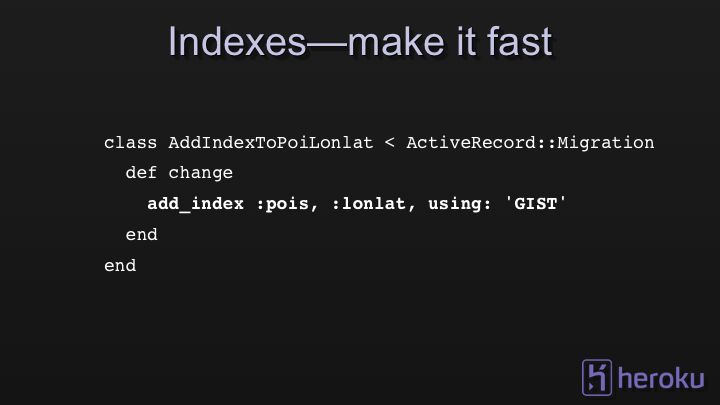 Indexes—make it fast
class AddIndexToPoiLonlat < ActiveRecord::Migration
  def change
    add_index :pois, :lonlat, using: 'GIST'
  end
end
heroku